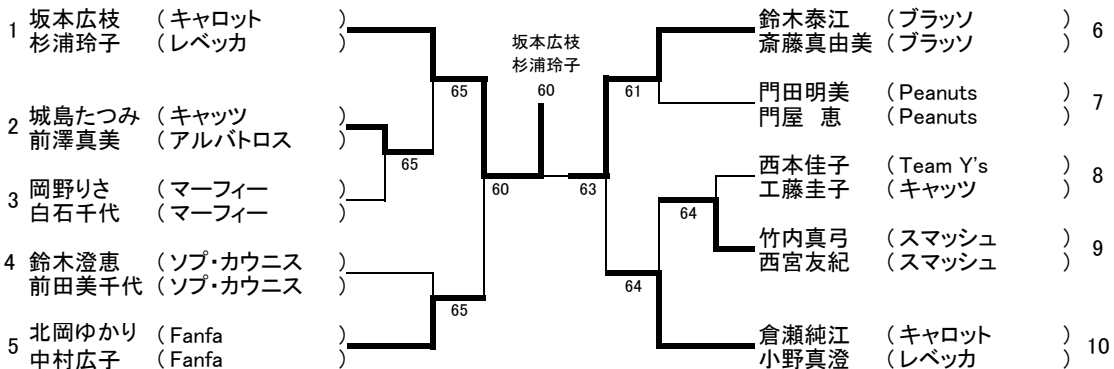 1 坂本広枝 (キャロット)
杉浦玲子 (レベッカ)
2 城島たつみ (キャッツ)
前澤真美 (アルバトロス)
3 岡野りさ (マーフィー)
白石千代 (マーフィー)
4 鈴木澄恵 (ソプ・カウニス)
前田美千代 (ソプ・カウニス)
5 北岡ゆかり (Fanfa)
中村広子 (Fanfa)
65
65
60
65
坂本広枝
杉浦玲子
60
61
63
64
64
鈴木泰江 (ブラッソ) 6
斎藤真由美 (ブラッソ)
門田明美 (Peanuts) 7
門屋 恵 (Peanuts)
西本佳子 (Team Y's) 8
工藤圭子 (キャッツ)
竹内真弓 (スマッシュ) 9
西宮友紀 (スマッシュ)
倉瀬純江 (キャロット) 10
小野真澄 (レベッカ)